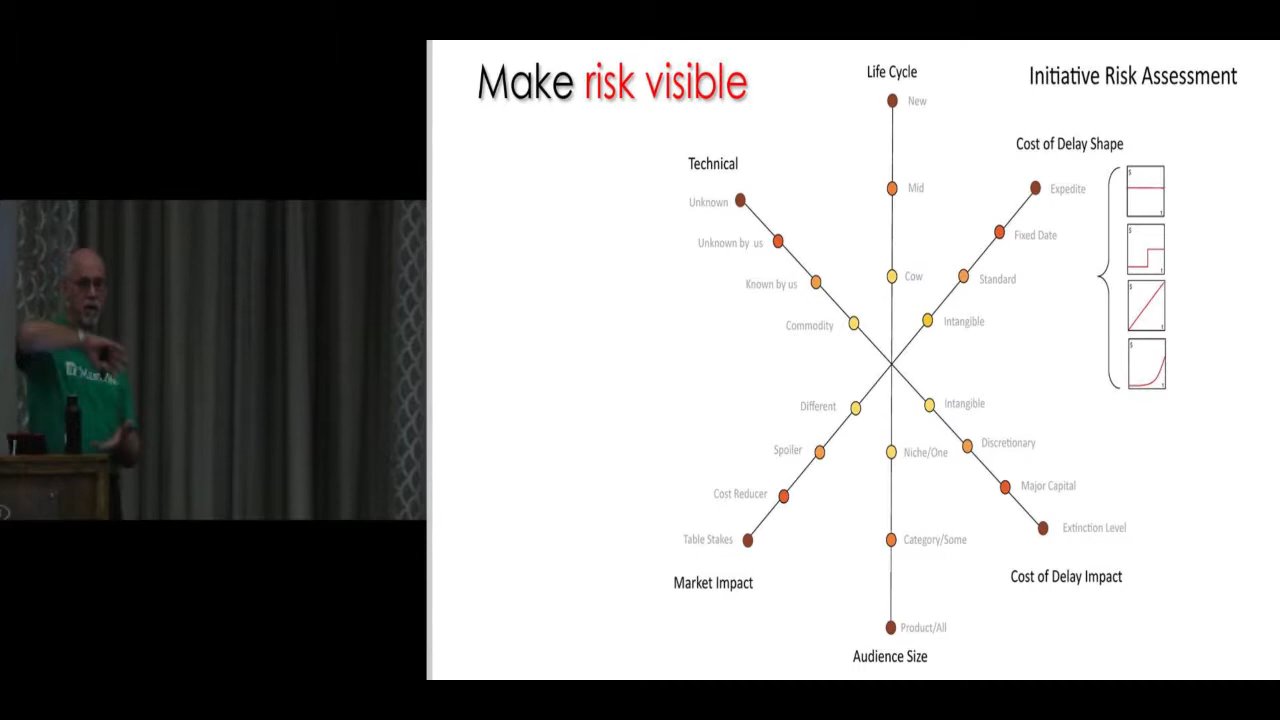 Make risk visible
Initiative Risk Assessment
Life Cycle
New
Mid
Cow
Cost of Delay Shape
Expedite
Fixed Date
Standard
Intangible
$
t
$
t
$
t
$
t
Technical
Unknown
Unknown by us
Known by us
Commodity
Different
Spoiler
Cost Reducer
Table Stakes
Market Impact
Intangible
Discretionary
Major Capital
Extinction Level
Cost of Delay Impact
Niche/One
Category/Some
Product/All
Audience Size